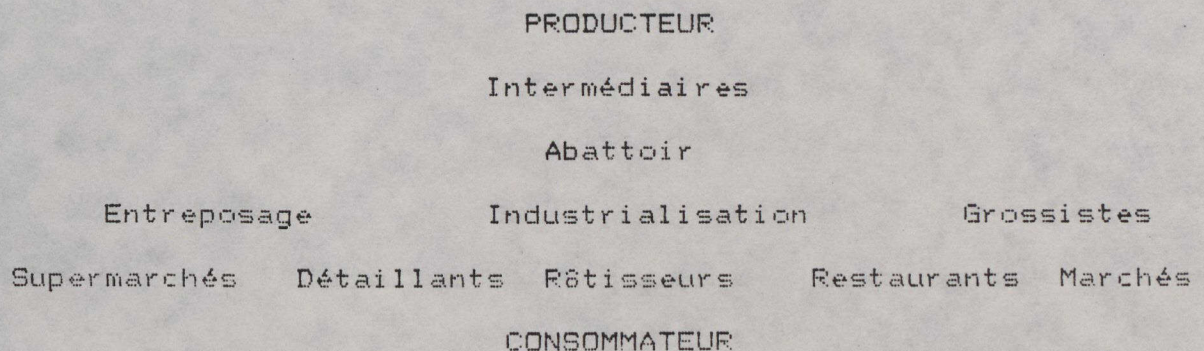 PRODUCTEUR
Intermédiaires
Abattoir
Entreposage Industrialisation Grossistes
Supermarchés Détaillants Rôtisseurs Restaurants Marchés
CONSOMMATEUR